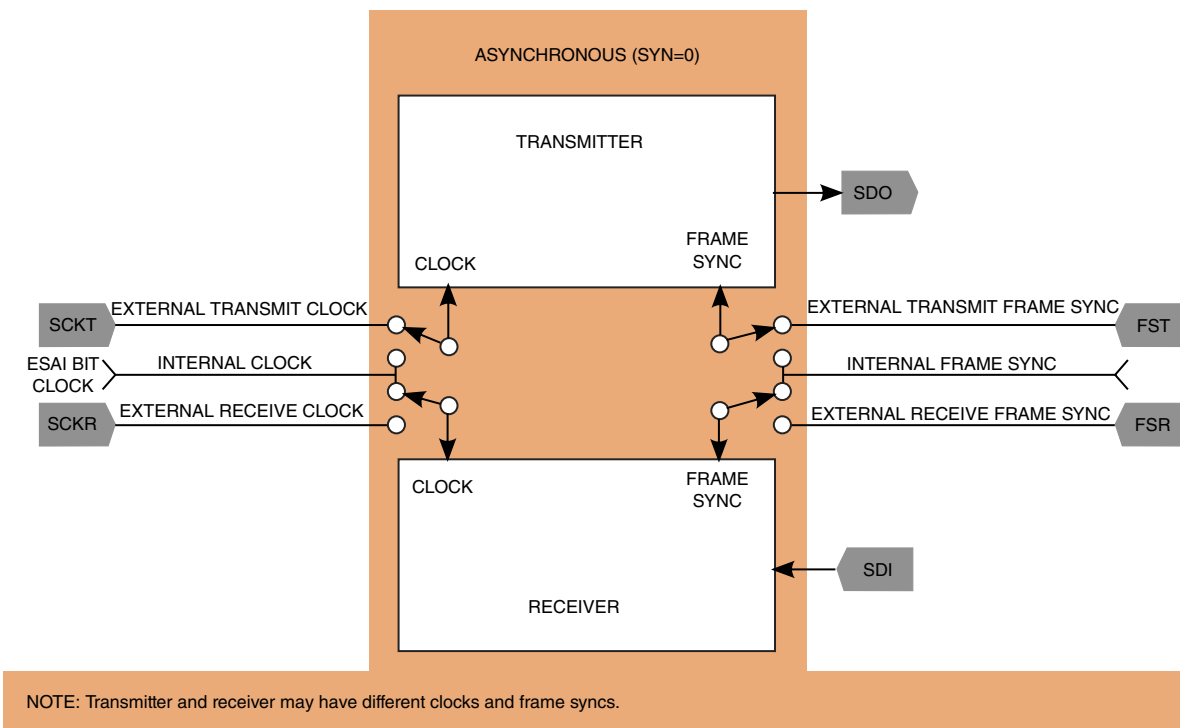 ASYNCHRONOUS (SYN=0)
TRANSMITTER
SDO
FRAME
SYNC
CLOCK
EXTERNAL TRANSMIT CLOCK
EXTERNAL TRANSMIT FRAME SYNC
SCKT
FST
ESAI BIT
CLOCK
INTERNAL CLOCK
INTERNAL FRAME SYNC
EXTERNAL RECEIVE CLOCK
EXTERNAL RECEIVE FRAME SYNC
SCKR
FSR
CLOCK
FRAME
SYNC
SDI
RECEIVER
NOTE: Transmitter and receiver may have different clocks and frame syncs.